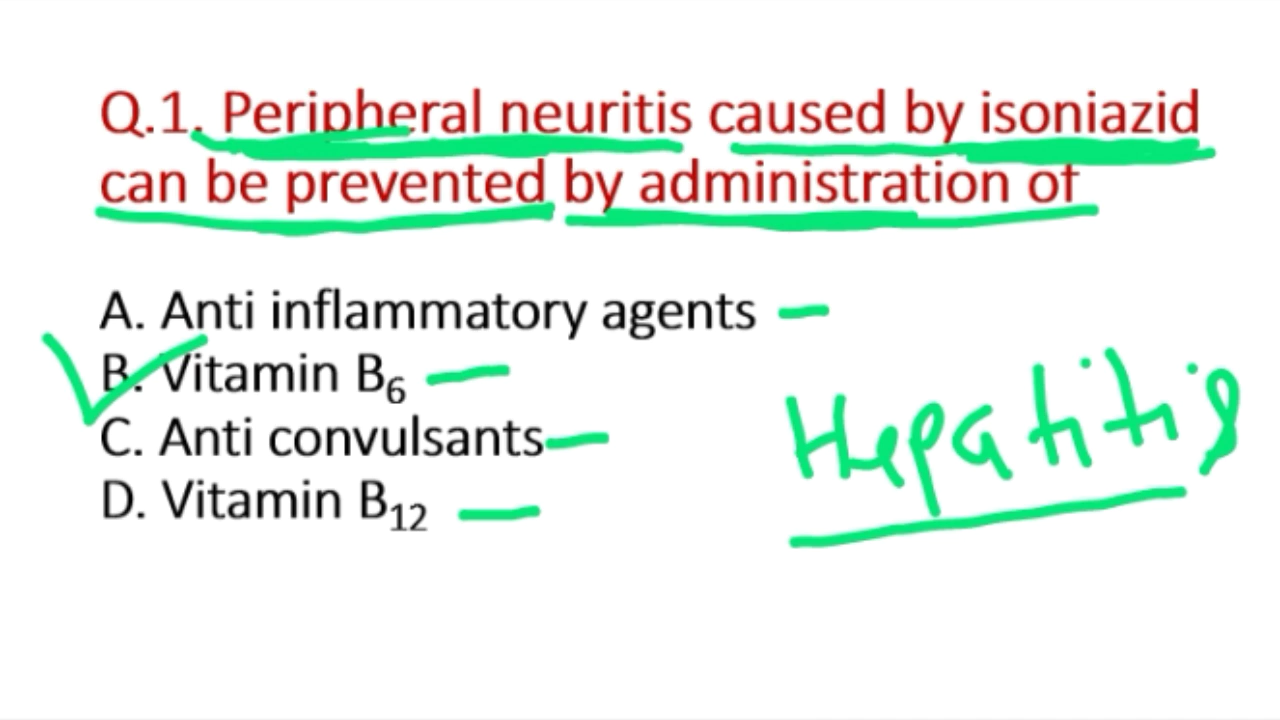 Q.1. Peripheral neuritis caused by isoniazid
can be prevented by administration of
A. Anti inflammatory agents
B. Vitamin B₆
C. Anti convulsants
D. Vitamin B₁₂
Hepatitis